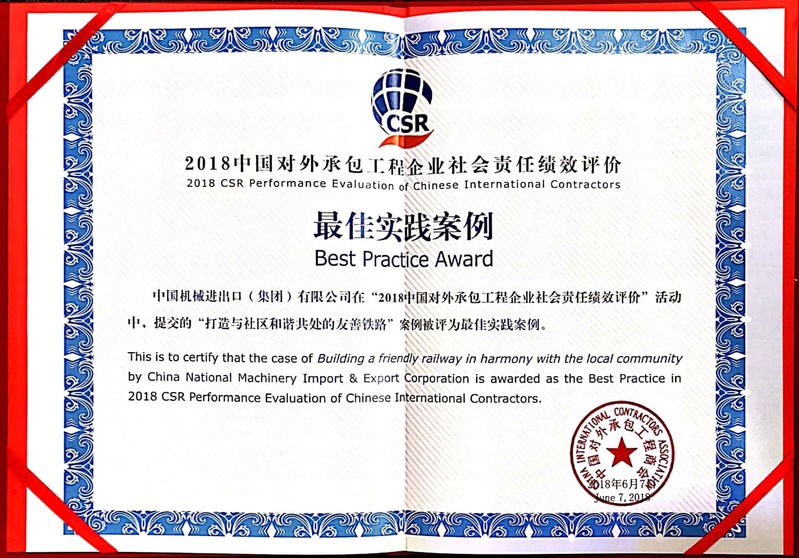 CSR
2018中国对外承包工程企业社会责任绩效评价
2018 CSR Performance Evaluation of Chinese International Contractors
最佳实践案例
Best Practice Award
中国机械进出口（集团）有限公司在“2018中国对外承包工程企业社会责任绩效评价”活动
中，提交的“打造与社区和谐共处的友善铁路”案例被评为最佳实践案例。
This is to certify that the case of Building a friendly railway in harmony with the local community
by China National Machinery Import & Export Corporation is awarded as the Best Practice in
2018 CSR Performance Evaluation of Chinese International Contractors.
CHINA INTERNATIONAL CONTRACTORS ASSOCIATION
中国对外承包工程商会
2018年6月7日
June 7, 2018